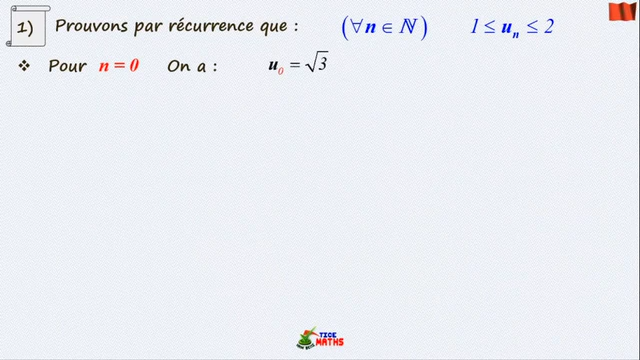 1) Prouvons par récurrence que : (∀n ∈ ℕ) 1 ≤ uₙ ≤ 2
❖ Pour n = 0 On a : u₀ = √3
TICE
MATHS